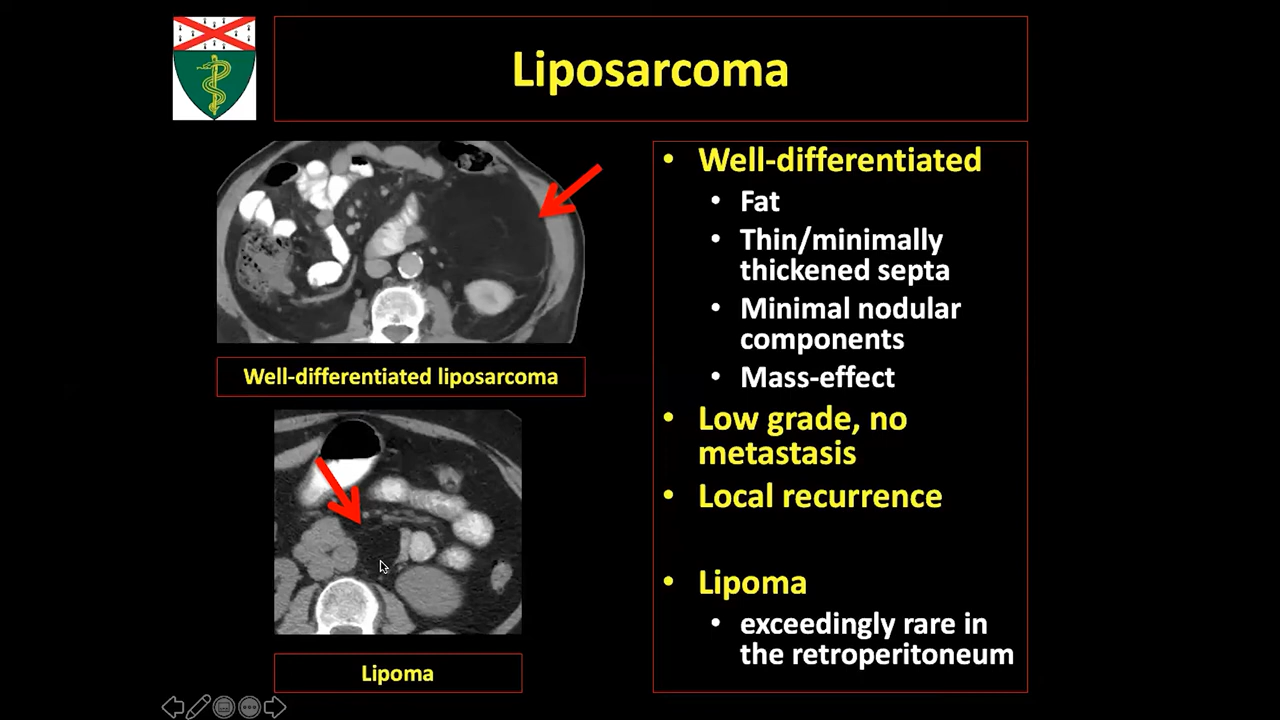 Liposarcoma
Well-differentiated liposarcoma
Lipoma
• Well-differentiated
• Fat
• Thin/minimally
thickened septa
• Minimal nodular
components
• Mass-effect
• Low grade, no
metastasis
• Local recurrence
• Lipoma
• exceedingly rare in
the retroperitoneum